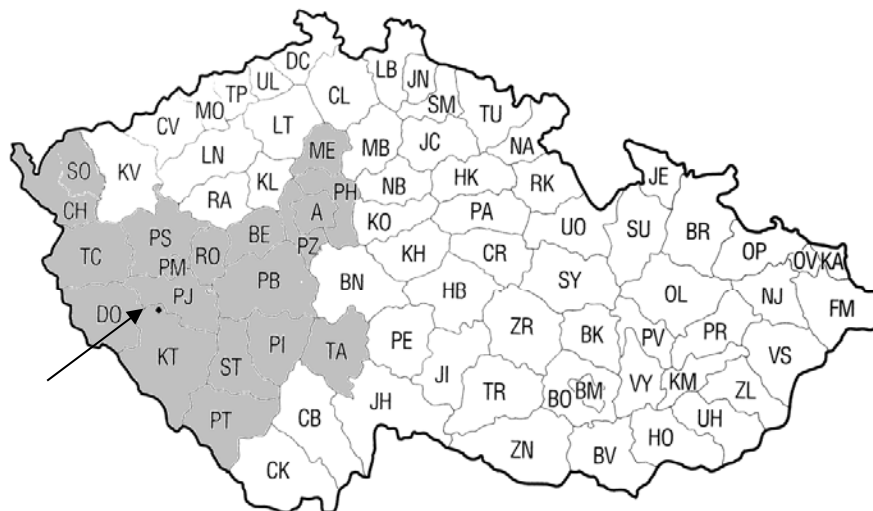 DC
LB
JN
UL
TP
CL
SM
TU
MO
CV
LT
MB
JC
NA
ME
LN
SO
KV
KL
NB
HK
RK
JE
PH
RA
CH
A
KO
PA
UO
SU
BR
PS
RO
BE
PZ
TC
PM
KH
CR
OP
OV
KA
PB
BN
HB
SY
OL
NJ
PJ
FM
DO
ZR
BK
PV
PR
PE
VS
KT
ST
PI
TA
JI
TR
BO
BM
VY
KM
ZL
PT
CB
JH
UH
HO
ZN
BV
CK